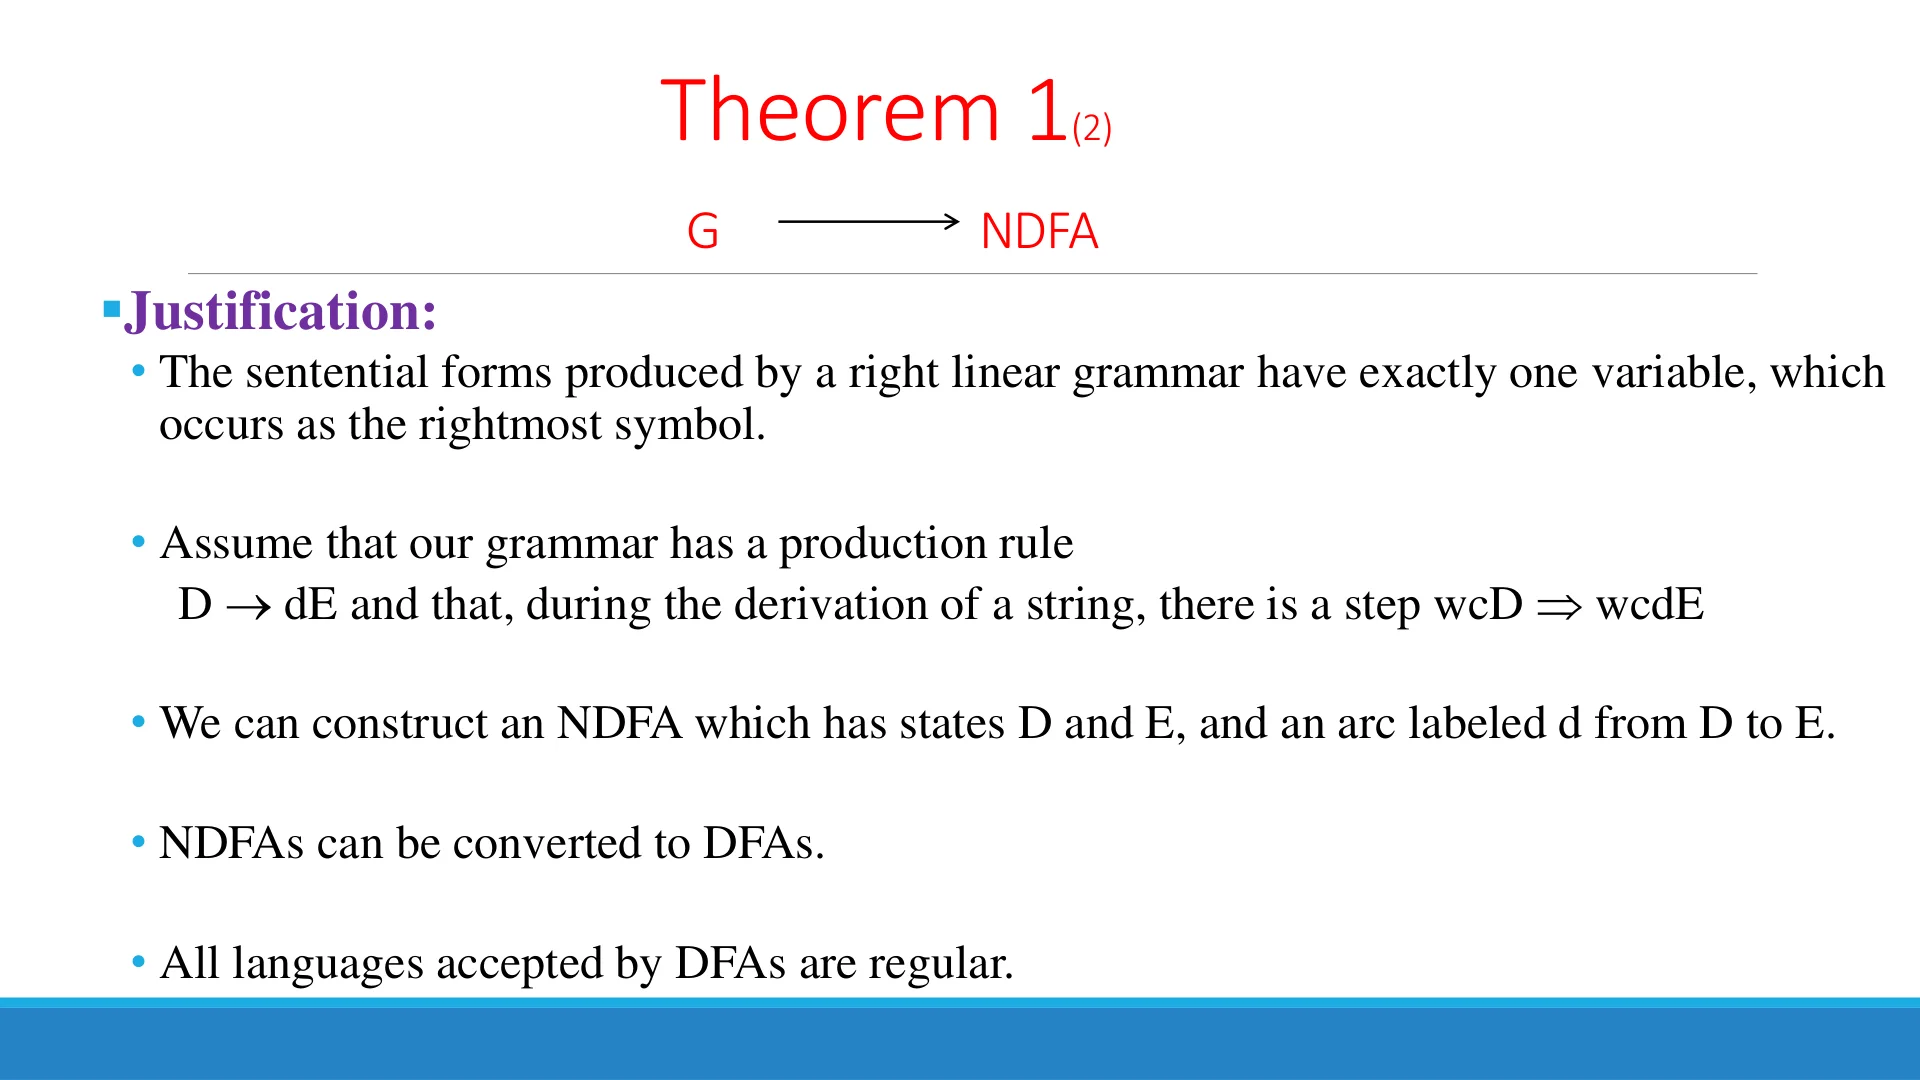 Theorem 1(2)
G ⟶ NDFA
▪Justification:
• The sentential forms produced by a right linear grammar have exactly one variable, which
occurs as the rightmost symbol.
• Assume that our grammar has a production rule
D → dE and that, during the derivation of a string, there is a step wcD ⇒ wcdE
• We can construct an NDFA which has states D and E, and an arc labeled d from D to E.
• NDFAs can be converted to DFAs.
• All languages accepted by DFAs are regular.